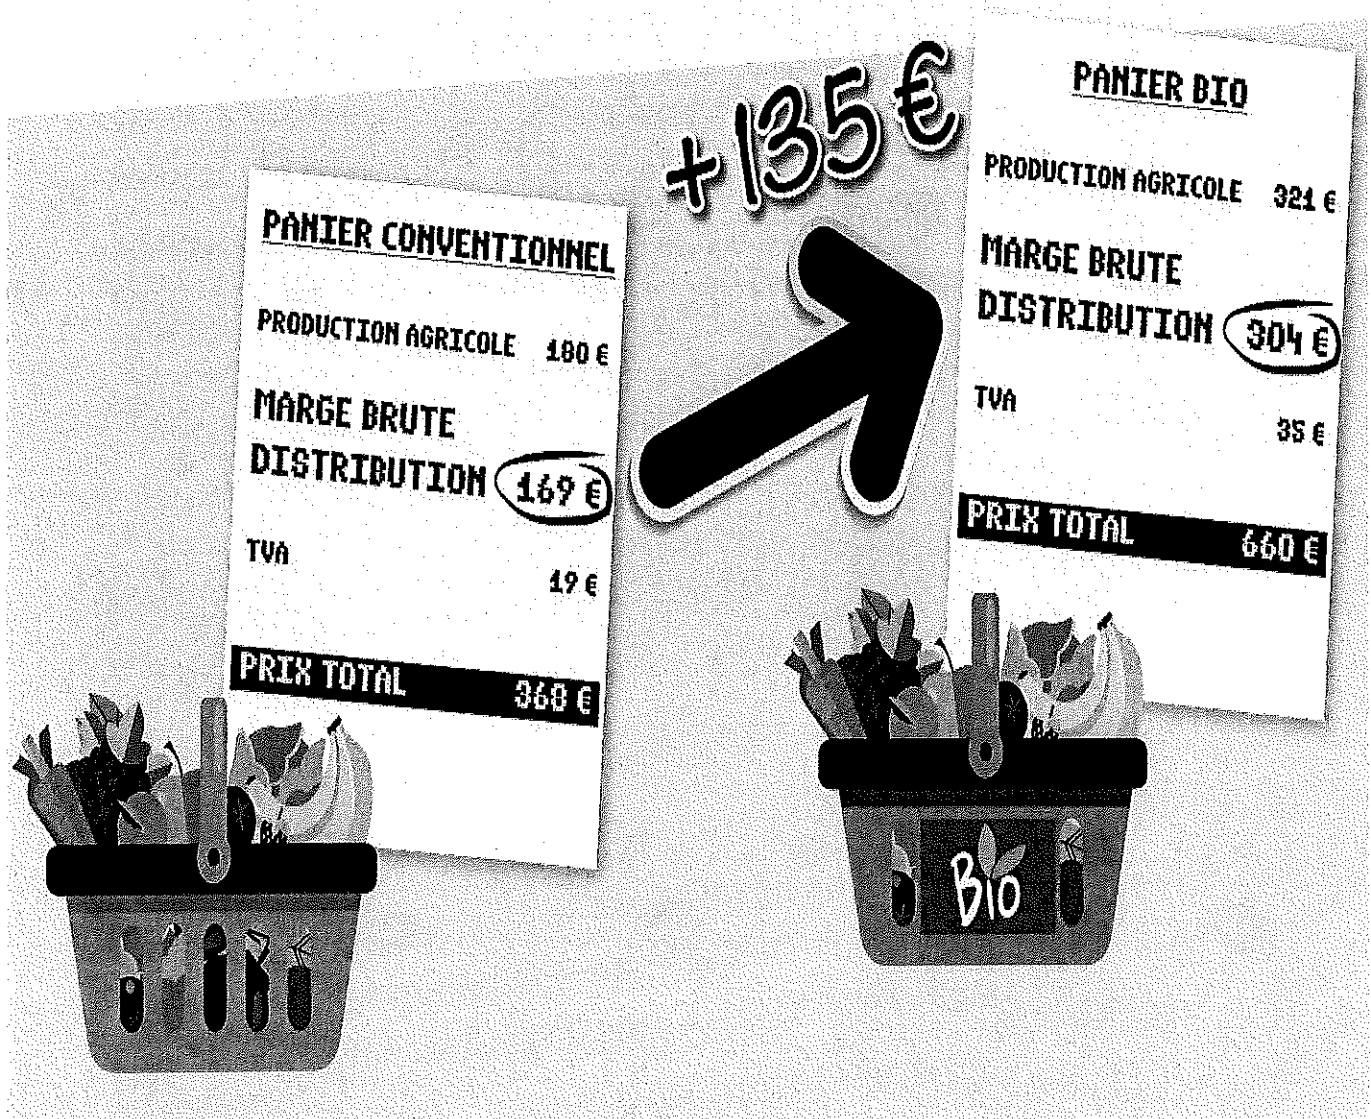 PANIER CONVENTIONNEL
PRODUCTION AGRICOLE 180 €
MARGE BRUTE
DISTRIBUTION 169 €
TVA
19 €
PRIX TOTAL 368 €
+135 €
PANIER BIO
PRODUCTION AGRICOLE 321 €
MARGE BRUTE
DISTRIBUTION 304 €
TVA
35 €
PRIX TOTAL 660 €
Bio